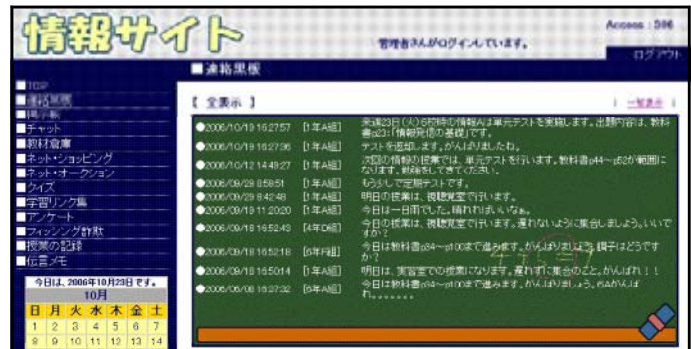 情報サイト
Access : 586
管理者さんがログインしています。
ログアウト
■連絡黒板
■TOP
■連絡黒板
■掲示板
■チャット
■教材倉庫
■ネット・ショッピング
■ネット・オークション
■クイズ
■学習リンク集
■アンケート
■フィッシング詐欺
■授業の記録
■伝言メモ
【 全表示 】
| 一覧表示 |
●2006/10/19 16:27:57 [1年A組] 来週23日(火)6校時の情報Aは単元テストを実施します。出題内容は、教科
書p23:「情報発信の基礎」です。
●2006/10/19 16:27:36 [1年A組] テストを返却します。がんばりましたね。
●2006/10/12 14:49:27 [1年A組] 次回の情報の授業では、単元テストを行います。教科書p44~p52が範囲に
なります。勉強をしてきてください。
●2006/09/29 8:58:51 [1年A組] もう少しで定期テストです。
●2006/09/29 8:42:48 [1年A組] 明日の授業は、視聴覚室で行います。
●2006/09/19 11:20:20 [1年A組] 今日は一日雨でした。晴れればいいなぁ。
●2006/08/18 16:52:43 [4年D組] 今日の授業は、視聴覚室で行います。遅れないように集合しましょう。いいで
すか?
●2006/08/18 16:52:18 [6年F組] 今日は教科書p34~p100まで進みます。がんばりましょう。調子はどうです
か?
●2006/08/18 16:50:14 [1年A組] 明日は、実習室での授業になります。遅れずに集合のこと。がんばれ!!
●2006/06/08 16:27:32 [6年A組] 今日は教科書p34~p100まで進みます。がんばりましょう。6Aがんば
れ。。。。。。。
今日は、2006年10月23日です。
10月
日 月 火 水 木 金 土
1 2 3 4 5 6 7
8 9 10 11 12 13 14